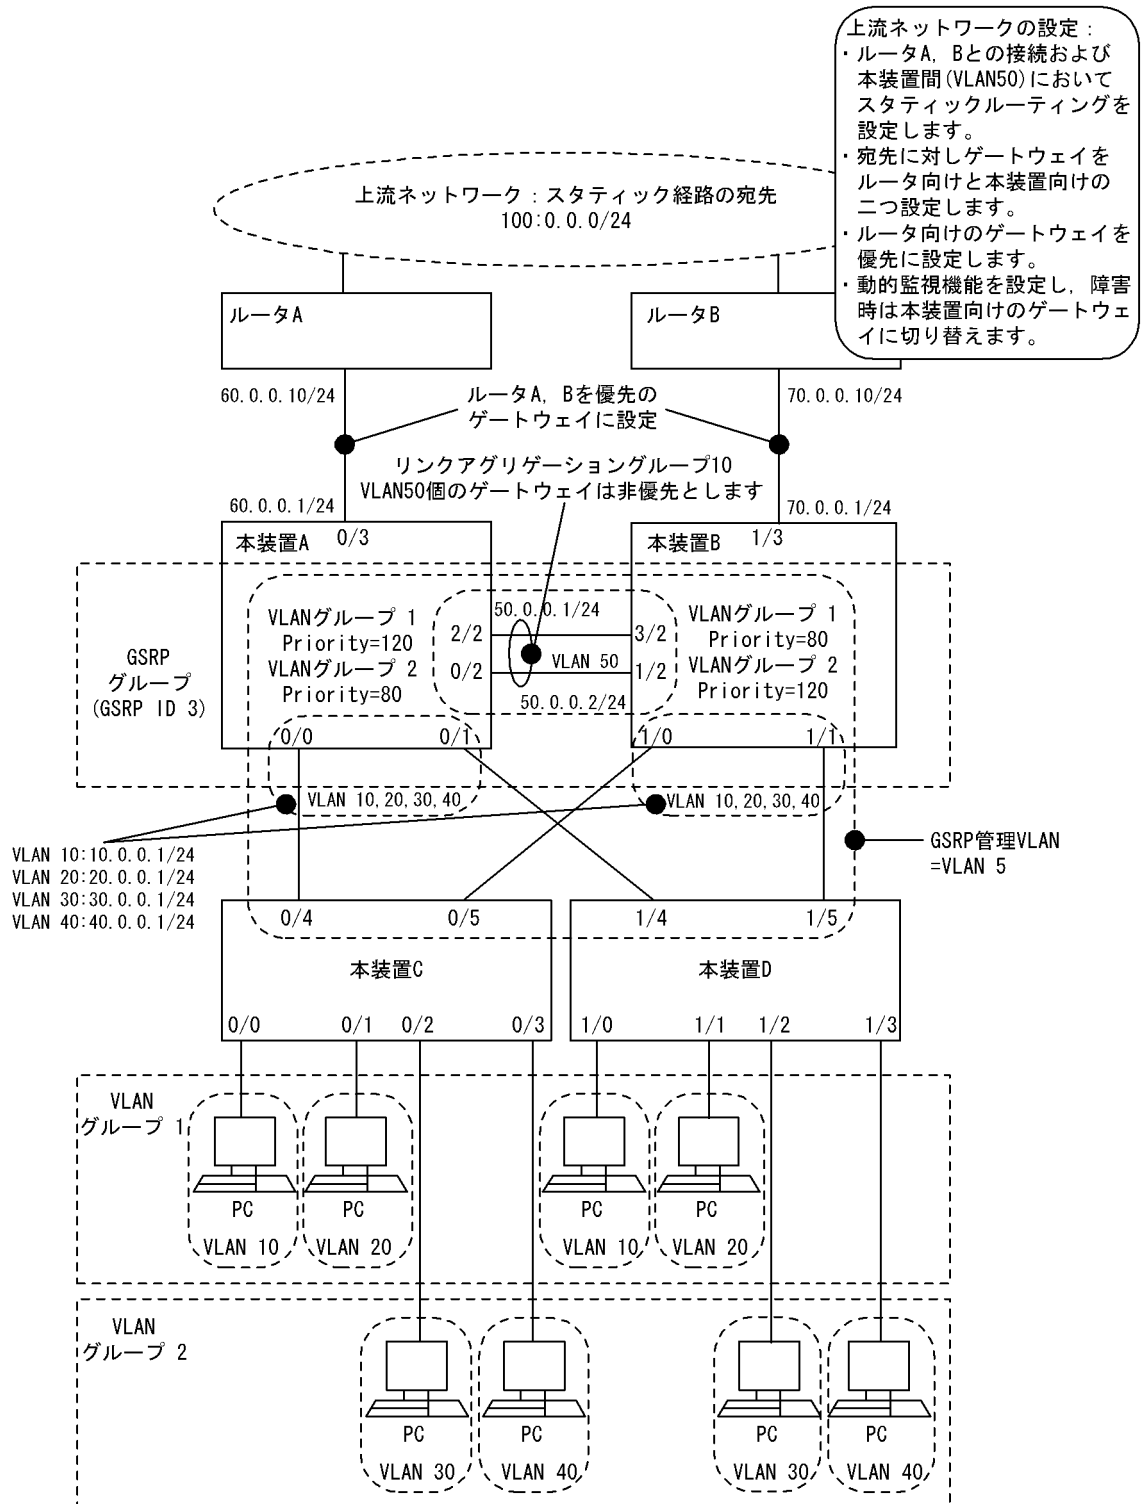 上流ネットワークの設定：
・ルータA，Bとの接続および
本装置間(VLAN50)において
スタティックルーティングを
設定します。
・宛先に対しゲートウェイを
ルータ向けと本装置向けの
二つ設定します。
・ルータ向けのゲートウェイを
優先に設定します。
・動的監視機能を設定し，障害
時は本装置向けのゲートウェ
イに切り替えます。
上流ネットワーク：スタティック経路の宛先
100:0.0.0/24
ルータA
ルータB
60.0.0.10/24
ルータA，Bを優先の
ゲートウェイに設定
70.0.0.10/24
リンクアグリゲーショングループ10
VLAN50個のゲートウェイは非優先とします
60.0.0.1/24
70.0.0.1/24
本装置A
0/3
本装置B
1/3
GSRP
グループ
(GSRP ID 3)
VLANグループ 1
Priority=120
VLANグループ 2
Priority=80
50.0.0.1/24
2/2
3/2
0/2
VLAN 50
1/2
50.0.0.2/24
VLANグループ 1
Priority=80
VLANグループ 2
Priority=120
0/0
0/1
1/0
1/1
VLAN 10,20,30,40
VLAN 10,20,30,40
VLAN 10:10.0.0.1/24
VLAN 20:20.0.0.1/24
VLAN 30:30.0.0.1/24
VLAN 40:40.0.0.1/24
GSRP管理VLAN
=VLAN 5
0/4
0/5
1/4
1/5
本装置C
本装置D
0/0
0/1
0/2
0/3
1/0
1/1
1/2
1/3
VLAN
グループ 1
PC
PC
PC
PC
VLAN 10
VLAN 20
VLAN 10
VLAN 20
VLAN
グループ 2
PC
PC
PC
PC
VLAN 30
VLAN 40
VLAN 30
VLAN 40